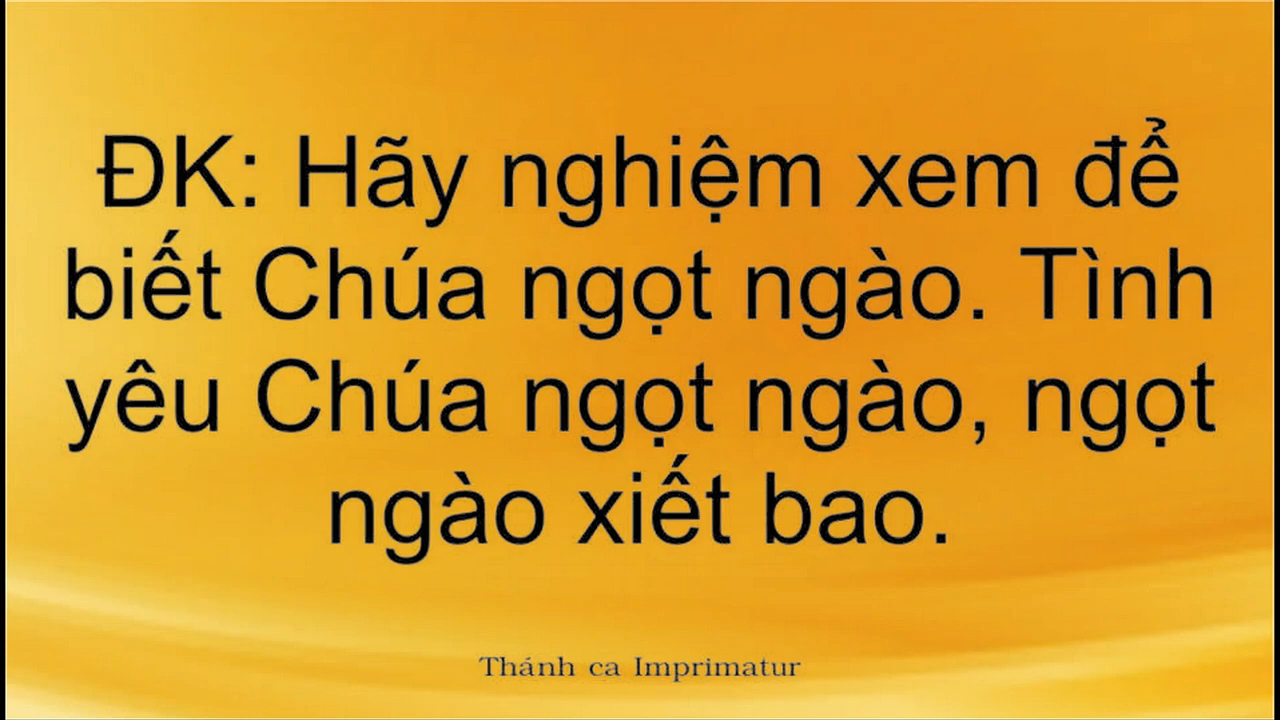 ĐK: Hãy nghiệm xem để
biết Chúa ngọt ngào. Tình
yêu Chúa ngọt ngào, ngọt
ngào xiết bao.
Thánh ca Imprimatur